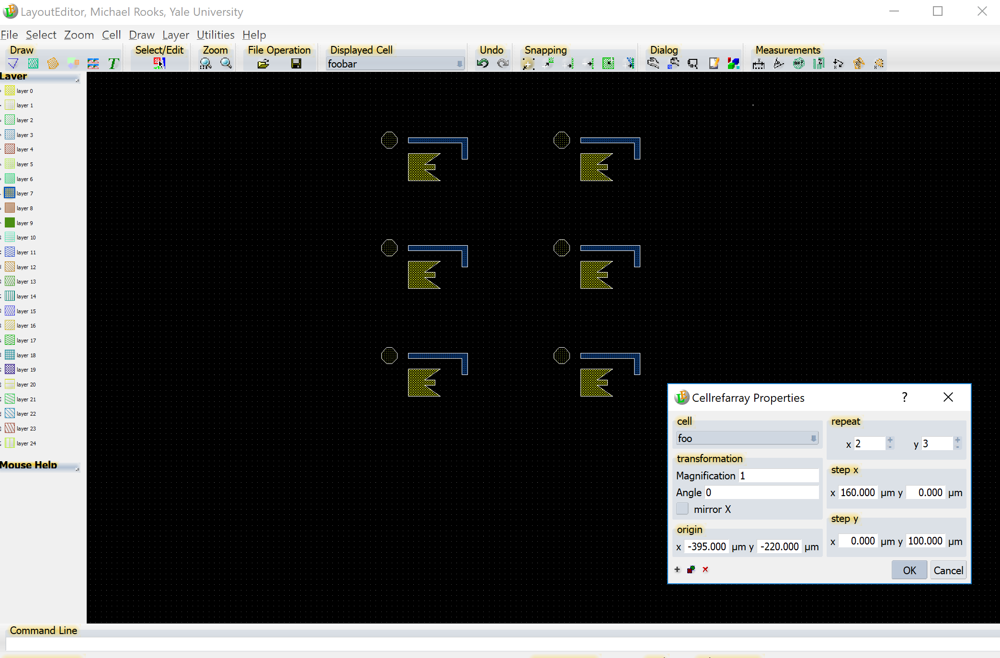 LayoutEditor, Michael Rooks, Yale University
File Select Zoom Cell Draw Layer Utilities Help
Draw Select/Edit Zoom File Operation Displayed Cell Undo Snapping Dialog Measurements
foobar
Layer
layer 0
layer 1
layer 2
layer 3
layer 4
layer 5
layer 6
layer 7
layer 8
layer 9
layer 10
layer 11
layer 12
layer 13
layer 14
layer 15
layer 16
layer 17
layer 18
layer 19
layer 20
layer 21
layer 22
layer 23
layer 24
Mouse Help
Cellrefarray Properties ?
cell
foo
transformation
Magnification 1
Angle 0
mirror X
origin
x -395.000 µm y -220.000 µm
repeat
x 2 y 3
step x
x 160.000 µm y 0.000 µm
step y
x 0.000 µm y 100.000 µm
OK Cancel
Command Line